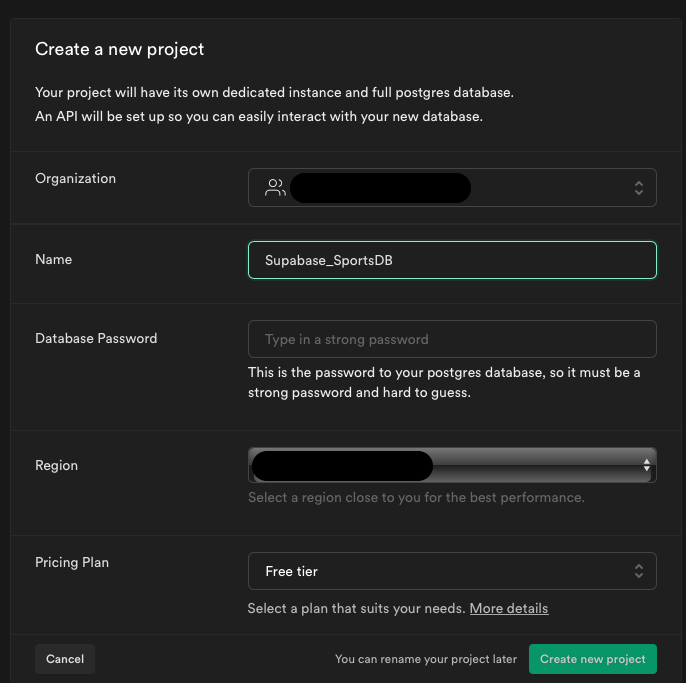 Create a new project
Your project will have its own dedicated instance and full postgres database.
An API will be set up so you can easily interact with your new database.
Organization
Name
Supabase_SportsDB
Database Password
Type in a strong password
This is the password to your postgres database, so it must be a
strong password and hard to guess.
Region
Select a region close to you for the best performance.
Pricing Plan
Free tier
Select a plan that suits your needs. More details
Cancel
You can rename your project later
Create new project